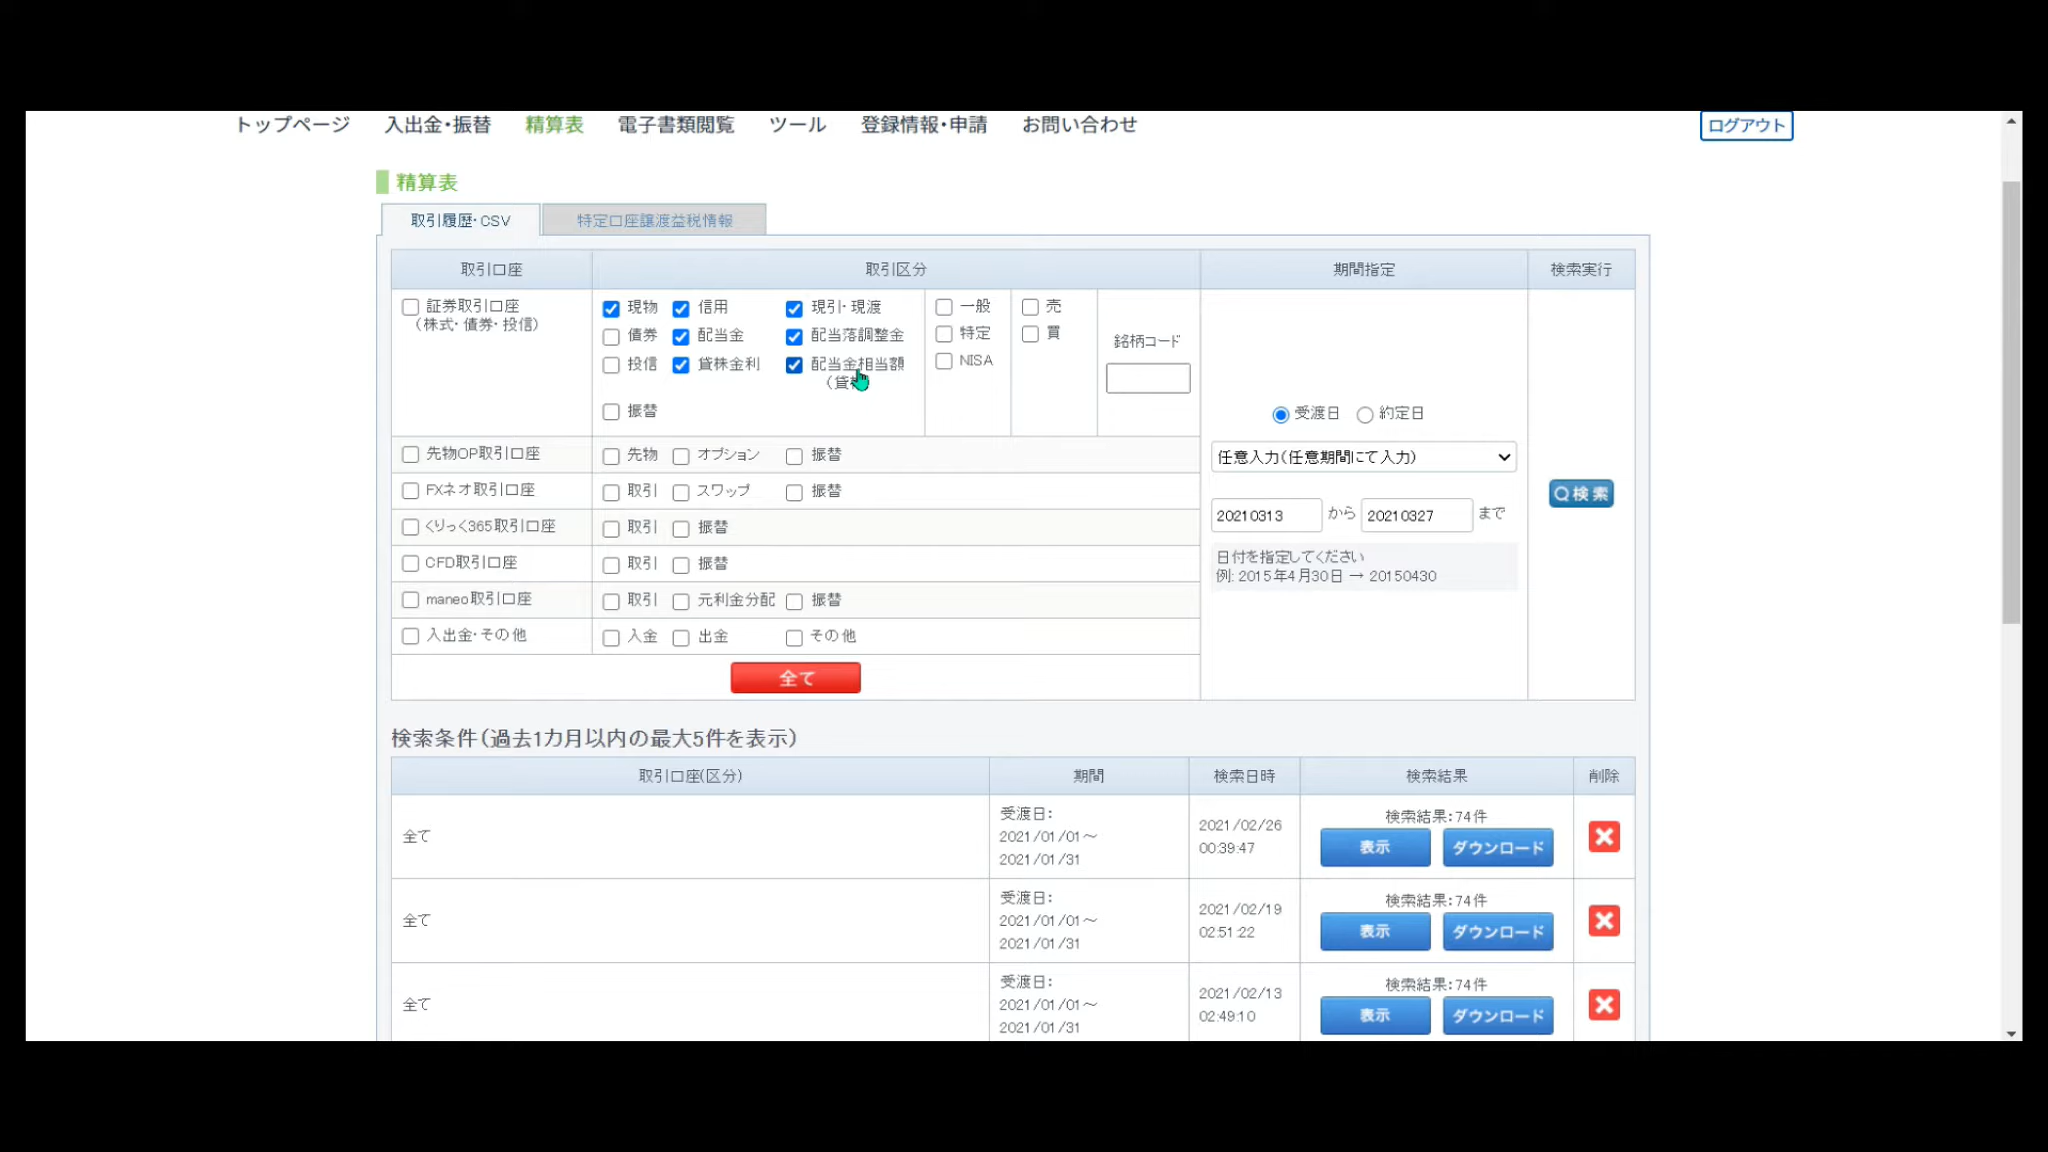 トップページ 入出金・振替 精算表 電子書類閲覧 ツール 登録情報・申請 お問い合わせ ログアウト
精算表
取引履歴・CSV 特定口座譲渡益税情報
取引口座 取引区分 期間指定 検索実行
証券取引口座
（株式・債券・投信）
現物 信用 現引・現渡 一般 売
債券 配当金 配当落調整金 特定 買
投信 貸株金利 配当金相当額 NISA
（貸
振替
銘柄コード
先物OP取引口座 先物 オプション 振替
FXネオ取引口座 取引 スワップ 振替
くりっく365取引口座 取引 振替
CFD取引口座 取引 振替
maneo取引口座 取引 元利金分配 振替
入出金・その他 入金 出金 その他
全て
受渡日 約定日
任意入力(任意期間にて入力)
20210313 から 20210327 まで
日付を指定してください
例: 2015年4月30日 → 20150430
検索
検索条件(過去1カ月以内の最大5件を表示)
取引口座(区分) 期間 検索日時 検索結果 削除
全て
受渡日:
2021/01/01～
2021/01/31
2021/02/26
00:39:47
検索結果:74件
表示 ダウンロード
全て
受渡日:
2021/01/01～
2021/01/31
2021/02/19
02:51:22
検索結果:74件
表示 ダウンロード
全て
受渡日:
2021/01/01～
2021/01/31
2021/02/13
02:49:10
検索結果:74件
表示 ダウンロード